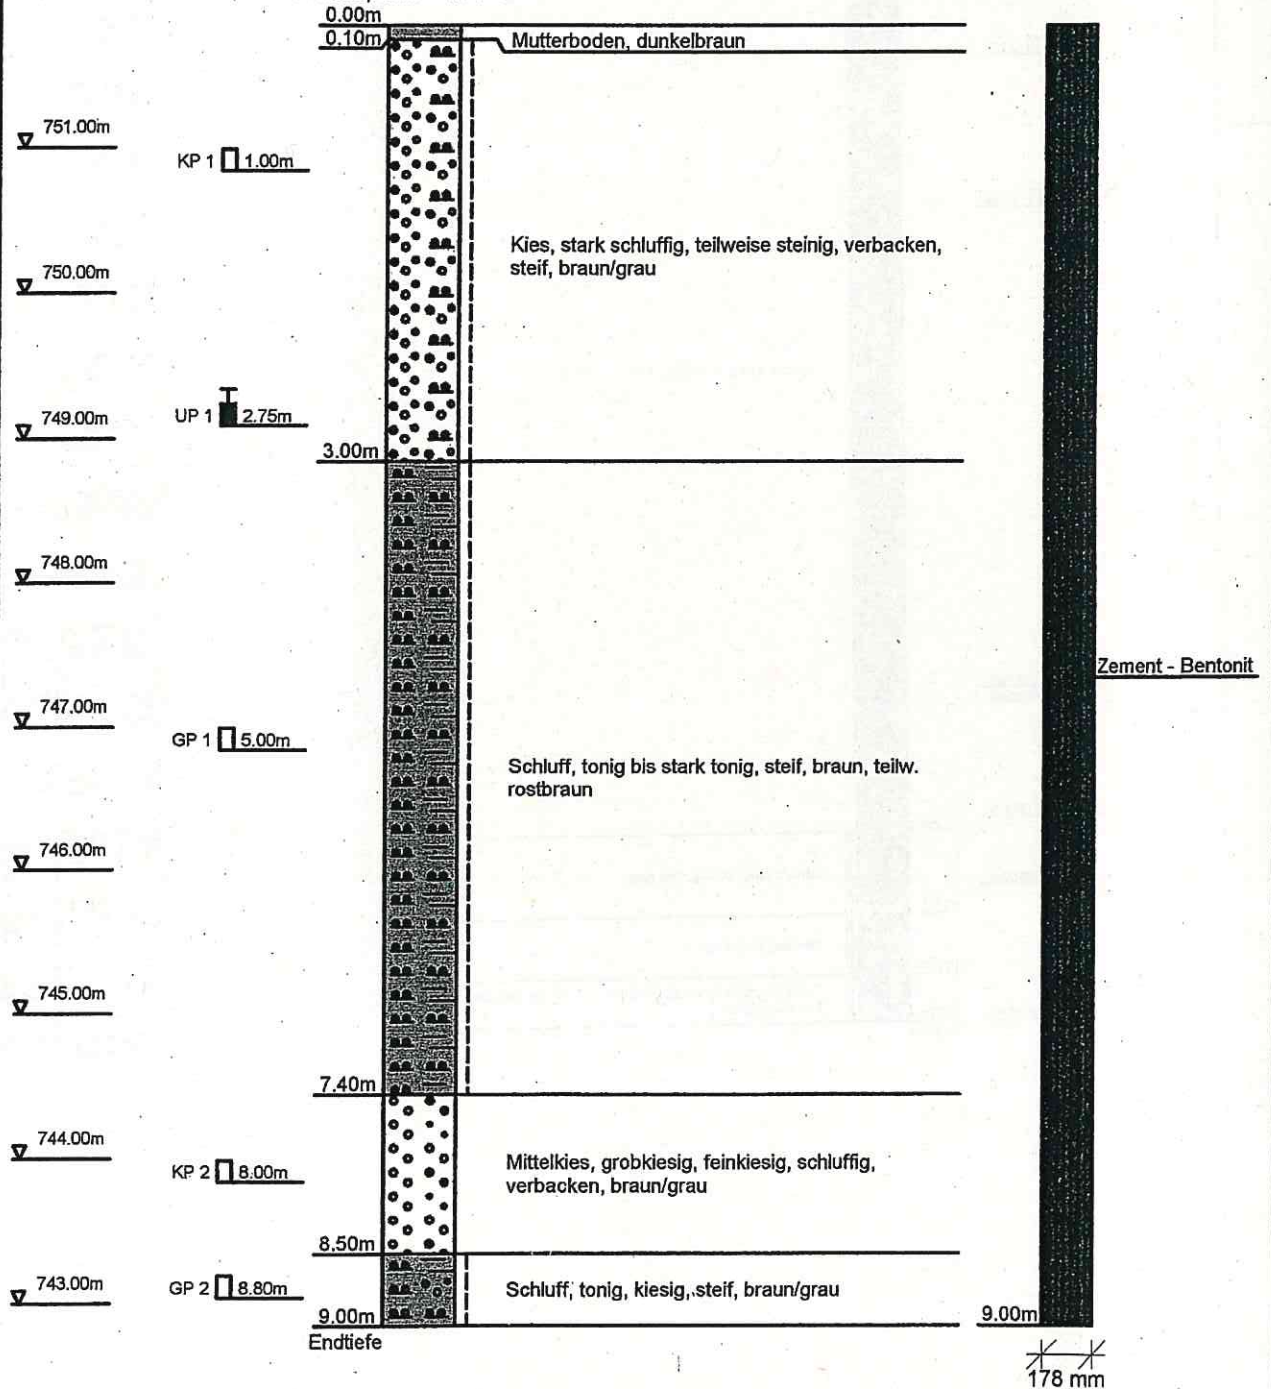 0.00m
0.10m
Mutterboden, dunkelbraun
751.00m
KP 1 1.00m
Kies, stark schluffig, teilweise steinig, verbacken,
steif, braun/grau
750.00m
UP 1 2.75m
749.00m
3.00m
748.00m
Zement - Bentonit
747.00m
GP 1 5.00m
Schluff, tonig bis stark tonig, steif, braun, teilw.
rostbraun
746.00m
745.00m
7.40m
744.00m
KP 2 8.00m
Mittelkies, grobkiesig, feinkiesig, schluffig,
verbacken, braun/grau
8.50m
743.00m
GP 2 8.80m
Schluff, tonig, kiesig, steif, braun/grau
9.00m
9.00m
Endtiefe
178 mm